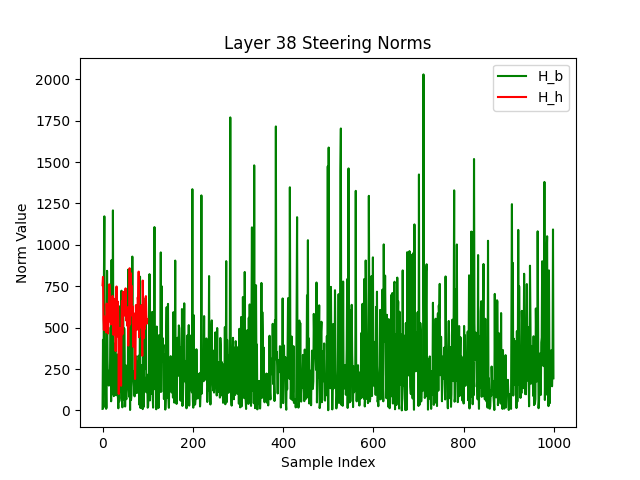 Layer 38 Steering Norms
H_b
H_h
Norm Value
2000
1750
1500
1250
1000
750
500
250
0
0 200 400 600 800 1000
Sample Index